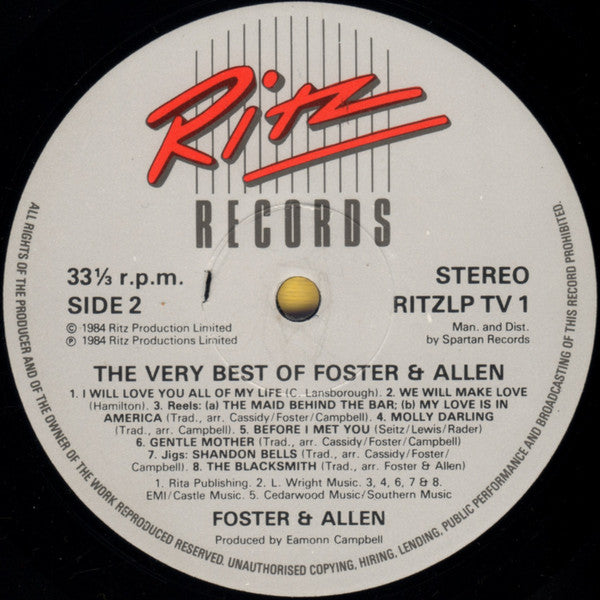 Ritz
RECORDS
33⅓ r.p.m.
SIDE 2
© 1984 Ritz Production Limited
℗ 1984 Ritz Productions Limited
STEREO
RITZLP TV 1
Man. and Dist.
by Spartan Records
THE VERY BEST OF FOSTER & ALLEN
1. I WILL LOVE YOU ALL OF MY LIFE (C. Lansborough). 2. WE WILL MAKE LOVE
(Hamilton). 3. Reels: (a) THE MAID BEHIND THE BAR; (b) MY LOVE IS IN
AMERICA (Trad., arr. Cassidy/Foster/Campbell). 4. MOLLY DARLING
(Trad., Campbell). 5. BEFORE I MET YOU (Seitz/Lewis/Rader)
6. GENTLE MOTHER (Trad., arr. Cassidy/Foster/Campbell)
7. Jigs: SHANDON BELLS (Trad., arr. Cassidy/Foster/
Campbell). 8. THE BLACKSMITH (Trad., arr. Foster & Allen)
1. Rita Publishing. 2. L. Wright Music. 3, 4, 6, 7 & 8.
EMI/Castle Music. 5. Cedarwood Music/Southern Music
FOSTER & ALLEN
Produced by Eamonn Campbell
ALL RIGHTS OF THE PRODUCER AND OF THE OWNER OF THE WORK REPRODUCED RESERVED. UNAUTHORISED COPYING, HIRING, LENDING, PUBLIC PERFORMANCE AND BROADCASTING OF THIS RECORD PROHIBITED.